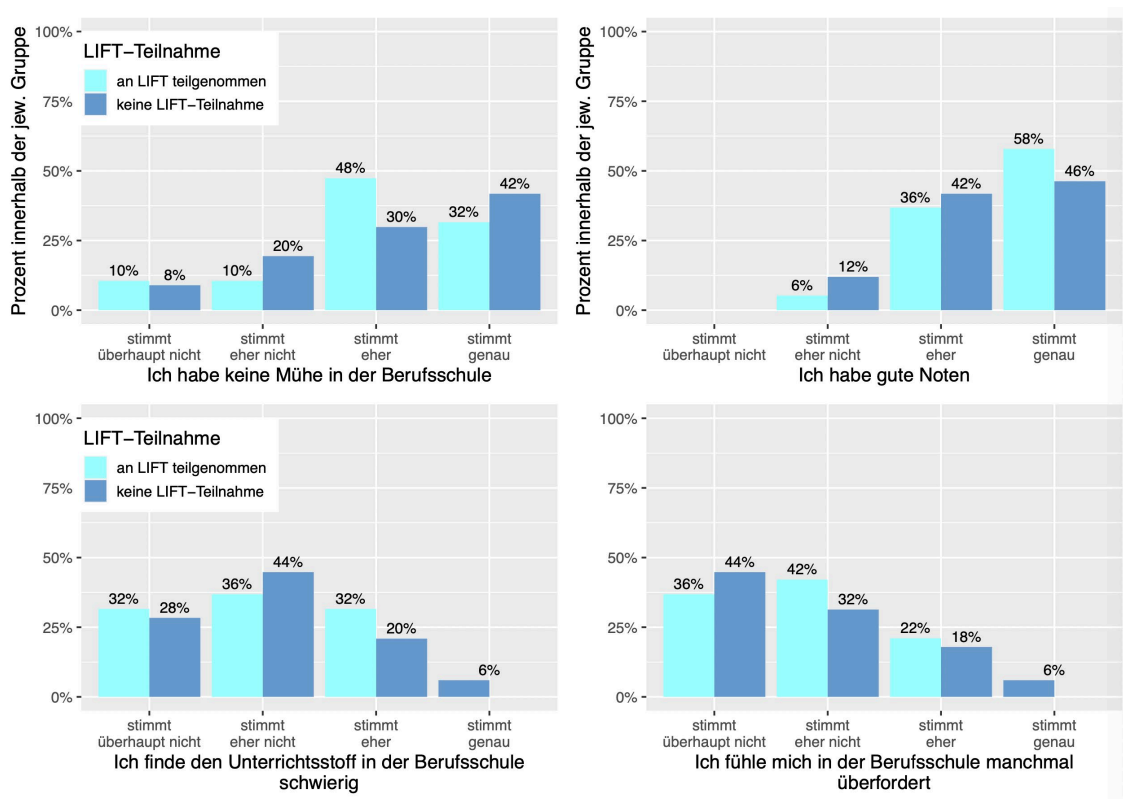 Prozent innerhalb der jew. Gruppe
100%
75%
50%
25%
0%
LIFT–Teilnahme
an LIFT teilgenommen
keine LIFT–Teilnahme
10%
8%
10%
20%
48%
30%
32%
42%
stimmt
überhaupt nicht
stimmt
eher nicht
stimmt
eher
stimmt
genau
Ich habe keine Mühe in der Berufsschule
Prozent innerhalb der jew. Gruppe
100%
75%
50%
25%
0%
6%
12%
36%
42%
58%
46%
stimmt
überhaupt nicht
stimmt
eher nicht
stimmt
eher
stimmt
genau
Ich habe gute Noten
100%
75%
50%
25%
0%
LIFT–Teilnahme
an LIFT teilgenommen
keine LIFT–Teilnahme
32%
28%
36%
44%
32%
20%
6%
stimmt
überhaupt nicht
stimmt
eher nicht
stimmt
eher
stimmt
genau
Ich finde den Unterrichtsstoff in der Berufsschule
schwierig
100%
75%
50%
25%
0%
36%
44%
42%
32%
22%
18%
6%
stimmt
überhaupt nicht
stimmt
eher nicht
stimmt
eher
stimmt
genau
Ich fühle mich in der Berufsschule manchmal
überfordert